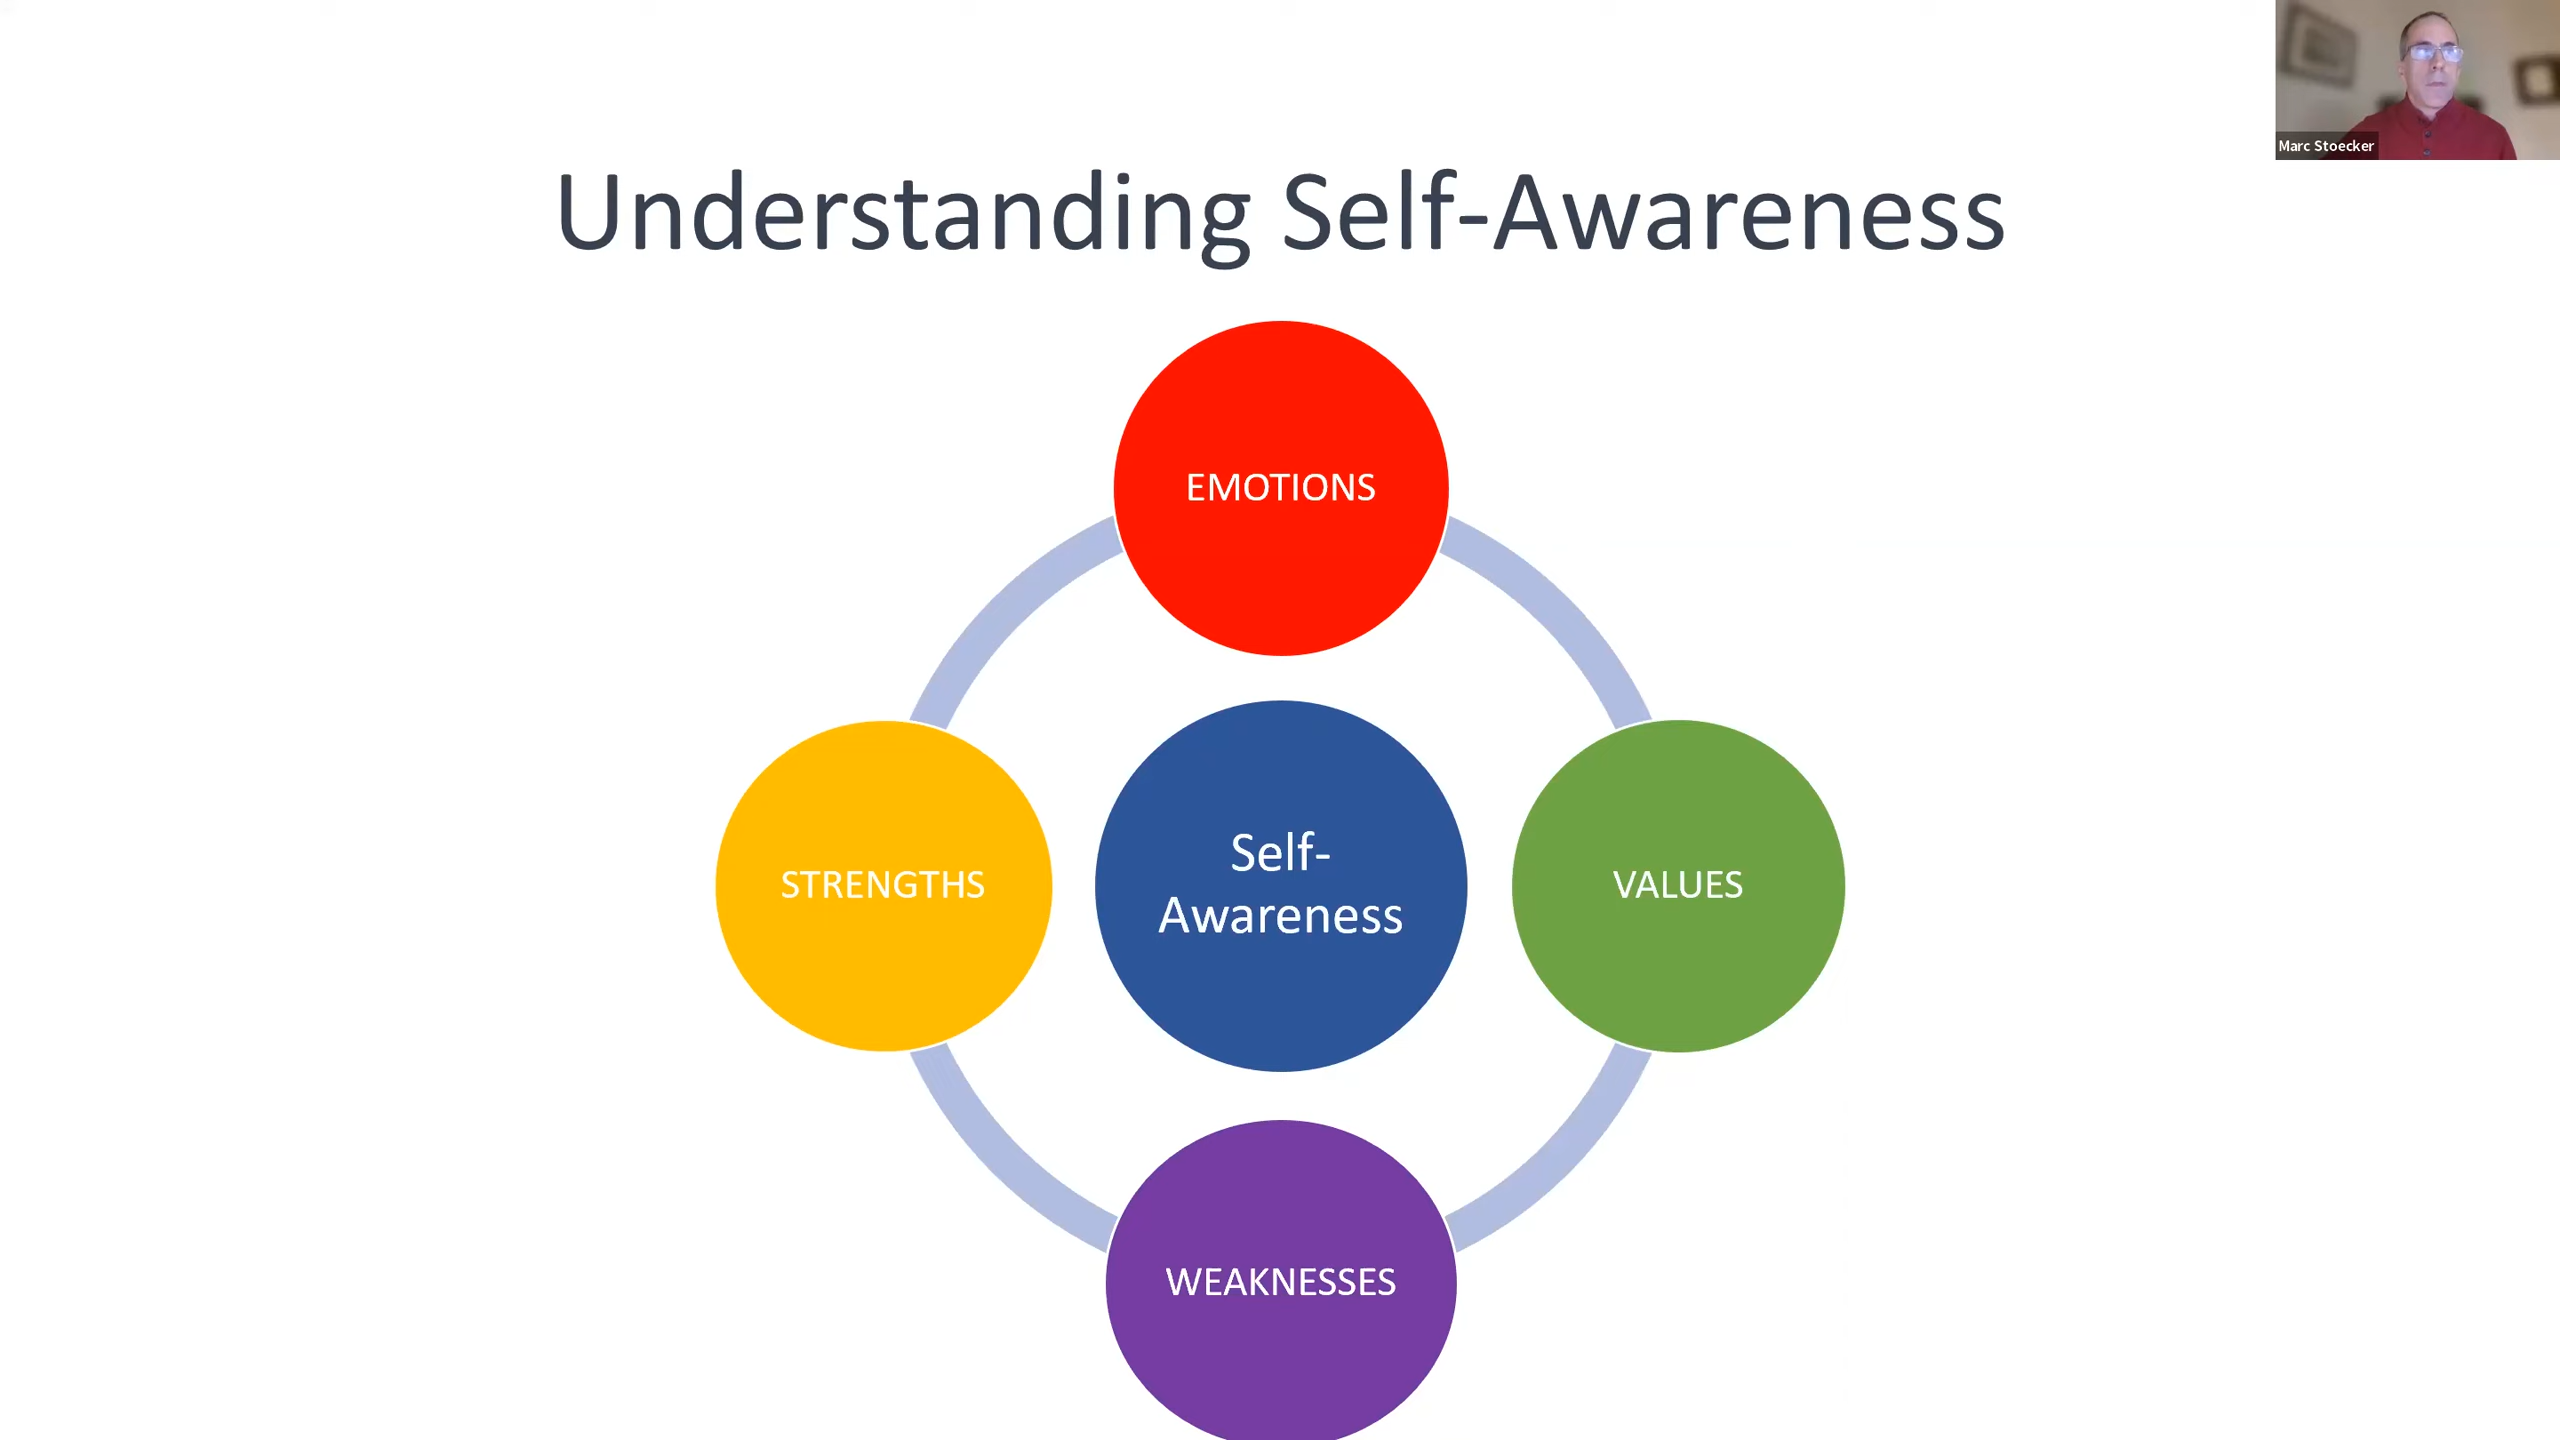 Marc Stoecker
Understanding Self-Awareness
EMOTIONS
STRENGTHS
Self-
Awareness
VALUES
WEAKNESSES